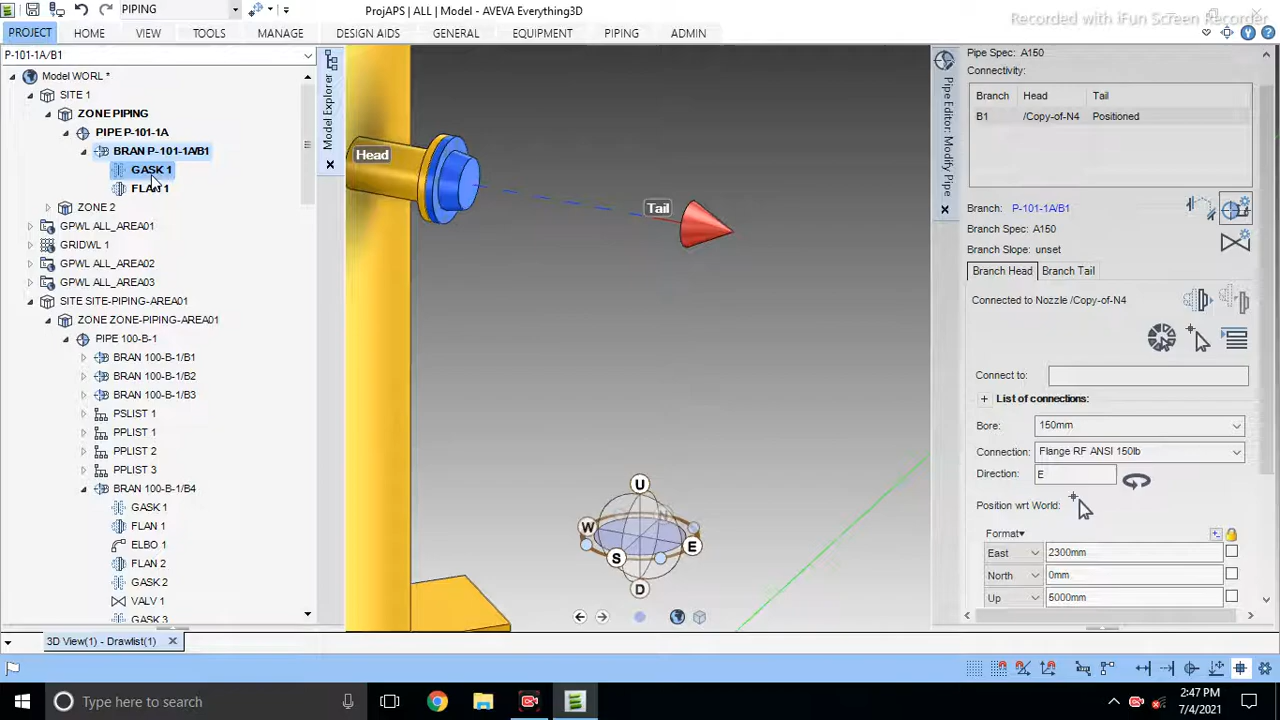 PIPING
ProjAPS | ALL | Model - AVEVA Everything3D
Recorded with iFun Screen Recorder
PROJECT HOME VIEW TOOLS MANAGE DESIGN AIDS GENERAL EQUIPMENT PIPING ADMIN
P-101-1A/B1
Model WORL *
SITE 1
ZONE PIPING
PIPE P-101-1A
BRAN P-101-1A/B1
GASK 1
FLAN 1
ZONE 2
GPWL ALL_AREA01
GRIDWL 1
GPWL ALL_AREA02
GPWL ALL_AREA03
SITE SITE-PIPING-AREA01
ZONE ZONE-PIPING-AREA01
PIPE 100-B-1
BRAN 100-B-1/B1
BRAN 100-B-1/B2
BRAN 100-B-1/B3
PSLIST 1
PPLIST 1
PPLIST 2
PPLIST 3
BRAN 100-B-1/B4
GASK 1
FLAN 1
ELBO 1
FLAN 2
GASK 2
VALV 1
GASK 3
Model Explorer
Head
Tail
U
W
N
E
S
D
Pipe Editor: Modify Pipe
Pipe Spec: A150
Connectivity:
Branch Head Tail
B1 /Copy-of-N4 Positioned
Branch: P-101-1A/B1
Branch Spec: A150
Branch Slope: unset
Branch Head Branch Tail
Connected to Nozzle /Copy-of-N4
Connect to:
List of connections:
Bore: 150mm
Connection: Flange RF ANSI 150lb
Direction: E
Position wrt World:
Format
East 2300mm
North 0mm
Up 5000mm
3D View(1) - Drawlist(1)
Type here to search
2:47 PM
7/4/2021